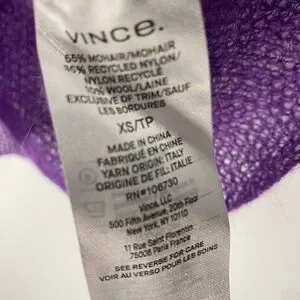 VINCE.
55% MOHAIR/MOHAIR
35% RECYCLED NYLON/
NYLON RECYCLÉ
10% WOOL/LAINE
EXCLUSIVE OF TRIM/SAUF
LES BORDURES
XS/TP
MADE IN CHINA
FABRIQUÉ EN CHINE
YARN ORIGIN: ITALY
ORIGINE DE FIL: ITALIE
RN#106730
Vince, LLC
500 Fifth Avenue, 20th Floor
New York, NY 10110
11 Rue Saint Florentin
75008 Paris France
SEE REVERSE FOR CARE
VOIR AU VERSO POUR LES SOINS